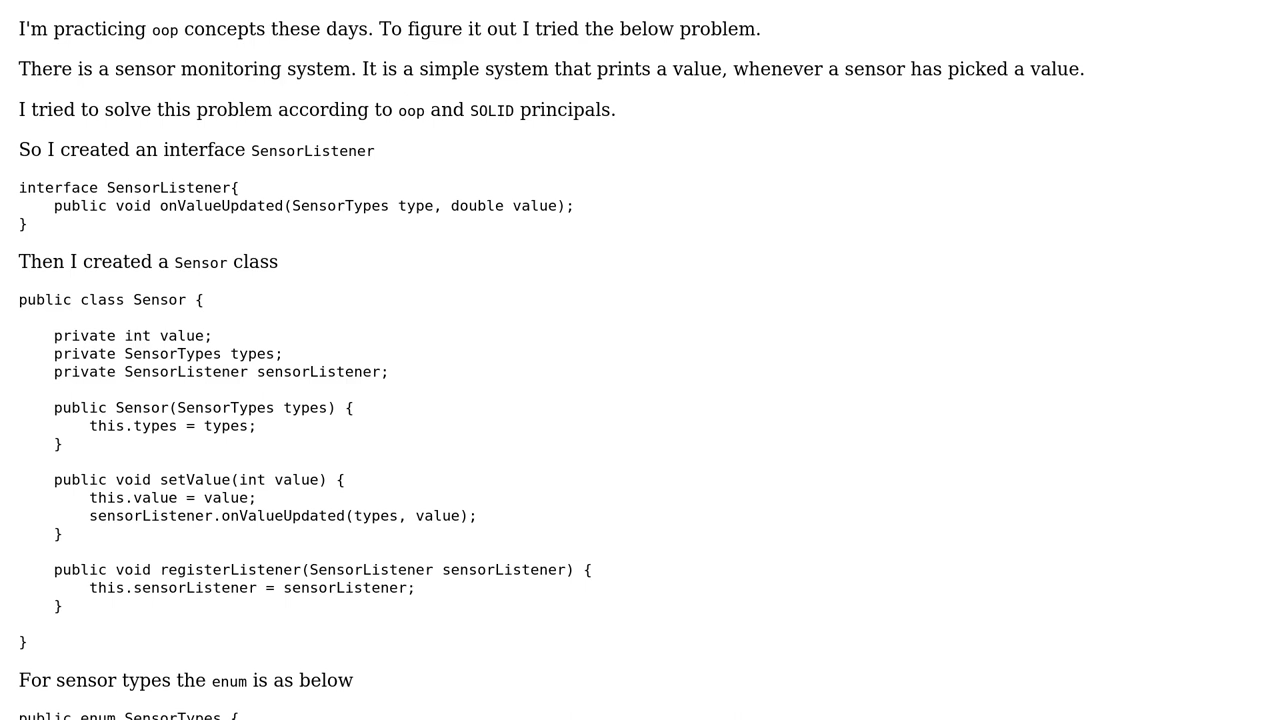 I'm practicing oop concepts these days. To figure it out I tried the below problem.
There is a sensor monitoring system. It is a simple system that prints a value, whenever a sensor has picked a value.
I tried to solve this problem according to oop and SOLID principals.
So I created an interface SensorListener
interface SensorListener{
    public void onValueUpdated(SensorTypes type, double value);
}
Then I created a Sensor class
public class Sensor {
    private int value;
    private SensorTypes types;
    private SensorListener sensorListener;
    public Sensor(SensorTypes types) {
        this.types = types;
    }
    public void setValue(int value) {
        this.value = value;
        sensorListener.onValueUpdated(types, value);
    }
    public void registerListener(SensorListener sensorListener) {
        this.sensorListener = sensorListener;
    }
}
For sensor types the enum is as below
public enum SensorTypes {